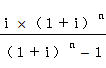 i × (1 + i) n
(1 + i) n - 1